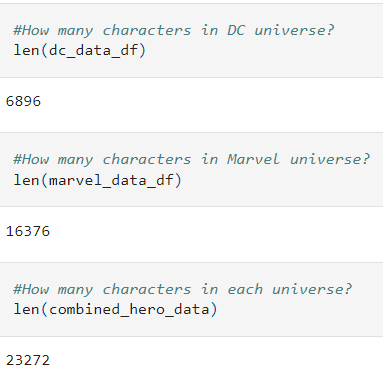 #How many characters in DC universe?
len(dc_data_df)
6896
#How many characters in Marvel universe?
len(marvel_data_df)
16376
#How many characters in each universe?
len(combined_hero_data)
23272